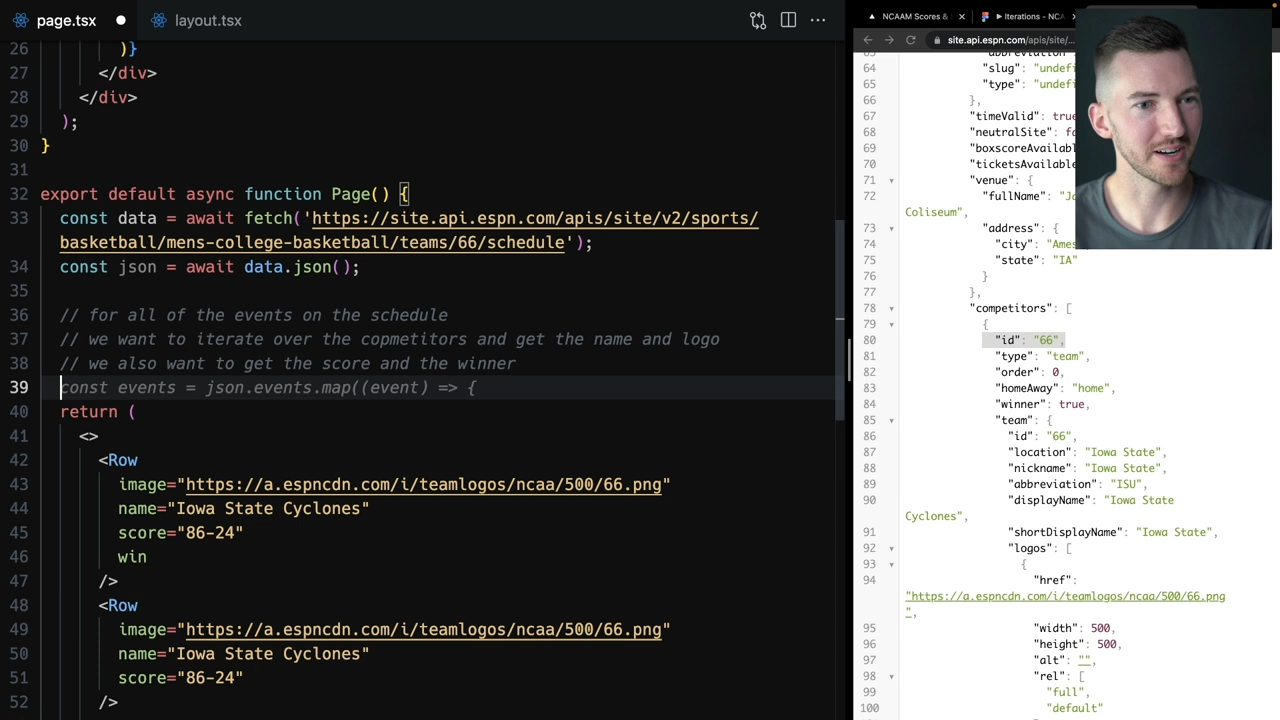 page.tsx
layout.tsx
26 )}
27 </div>
28 </div>
29 );
30 }
31
32 export default async function Page() {
33 const data = await fetch('https://site.api.espn.com/apis/site/v2/sports/
basketball/mens-college-basketball/teams/66/schedule');
34 const json = await data.json();
35
36 // for all of the events on the schedule
37 // we want to iterate over the copmetitors and get the name and logo
38 // we also want to get the score and the winner
39 const events = json.events.map((event) => {
40 return (
41 <>
42 <Row
43 image="https://a.espncdn.com/i/teamlogos/ncaa/500/66.png"
44 name="Iowa State Cyclones"
45 score="86-24"
46 win
47 />
48 <Row
49 image="https://a.espncdn.com/i/teamlogos/ncaa/500/66.png"
50 name="Iowa State Cyclones"
51 score="86-24"
52 />
NCAAM Scores &
Iterations - NCA
site.api.espn.com/apis/site/...
64 "slug": "undefi
65 "type": "undef
66 },
67 "timeValid": true
68 "neutralSite": fa
69 "boxscoreAvailabl
70 "ticketsAvailable
71 "venue": {
72 "fullName": "Ja
Coliseum",
73 "address": {
74 "city": "Ames
75 "state": "IA"
76 }
77 },
78 "competitors": [
79 {
80 "id": "66",
81 "type": "team",
82 "order": 0,
83 "homeAway": "home",
84 "winner": true,
85 "team": {
86 "id": "66",
87 "location": "Iowa State",
88 "nickname": "Iowa State",
89 "abbreviation": "ISU",
90 "displayName": "Iowa State
Cyclones",
91 "shortDisplayName": "Iowa State",
92 "logos": [
93 {
94 "href":
"https://a.espncdn.com/i/teamlogos/ncaa/500/66.png
",
95 "width": 500,
96 "height": 500,
97 "alt": "",
98 "rel": [
99 "full",
100 "default"